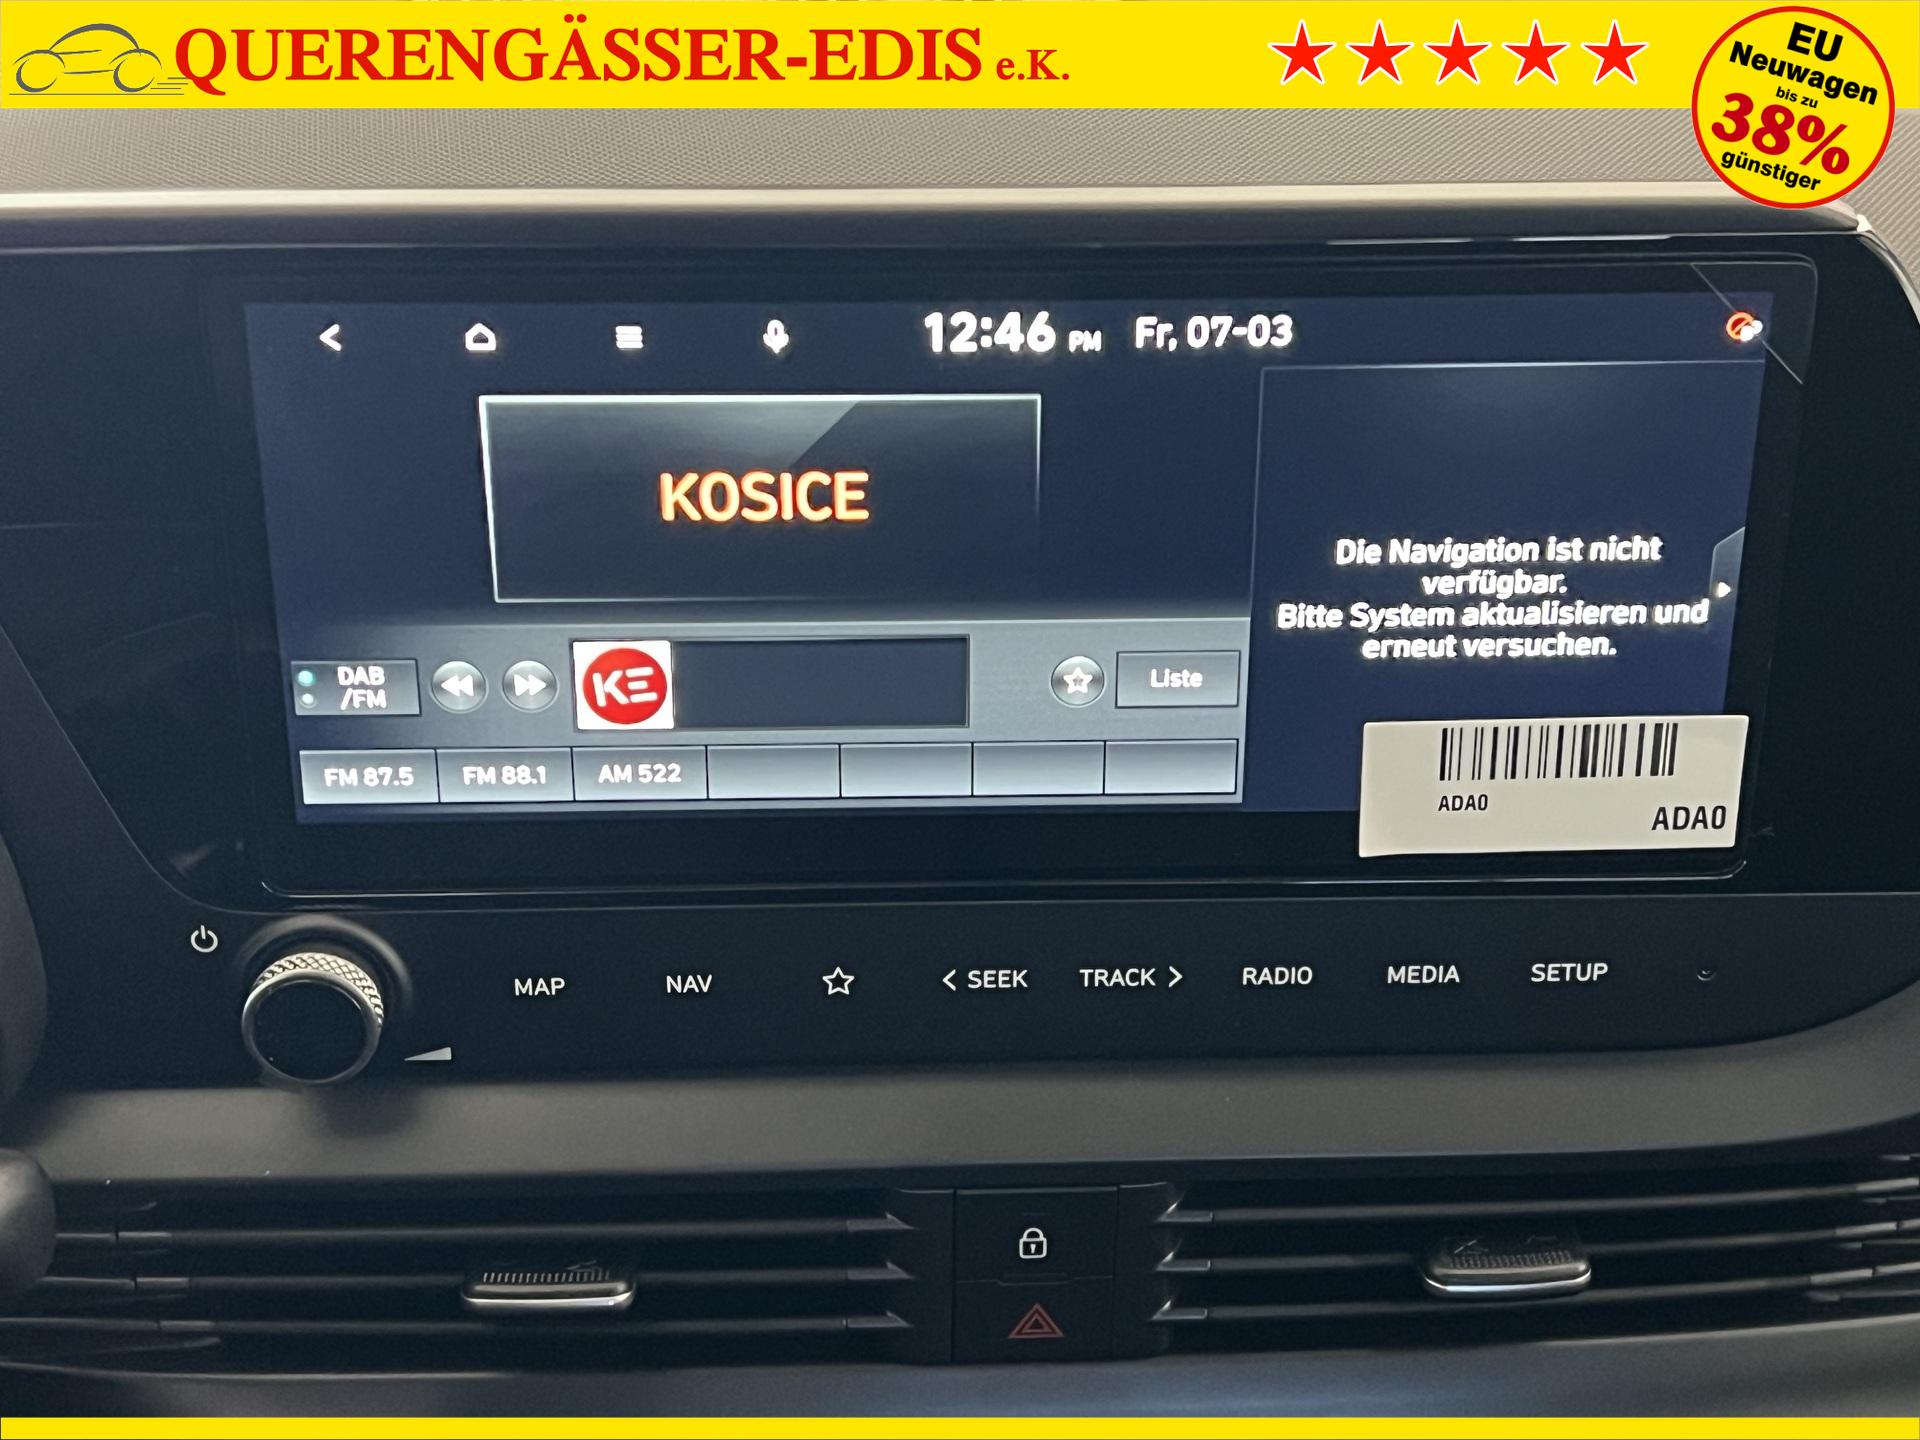 QUERENGÄSSER-EDIS e.K.
EU
Neuwagen
bis zu
38%
günstiger
12:46 PM Fr, 07-03
KOSICE
Die Navigation ist nicht
verfügbar.
Bitte System aktualisieren und
erneut versuchen.
DAB
/FM
KE
Liste
FM 87.5 FM 88.1 AM 522
ADA0
ADA0
MAP NAV < SEEK TRACK > RADIO MEDIA SETUP